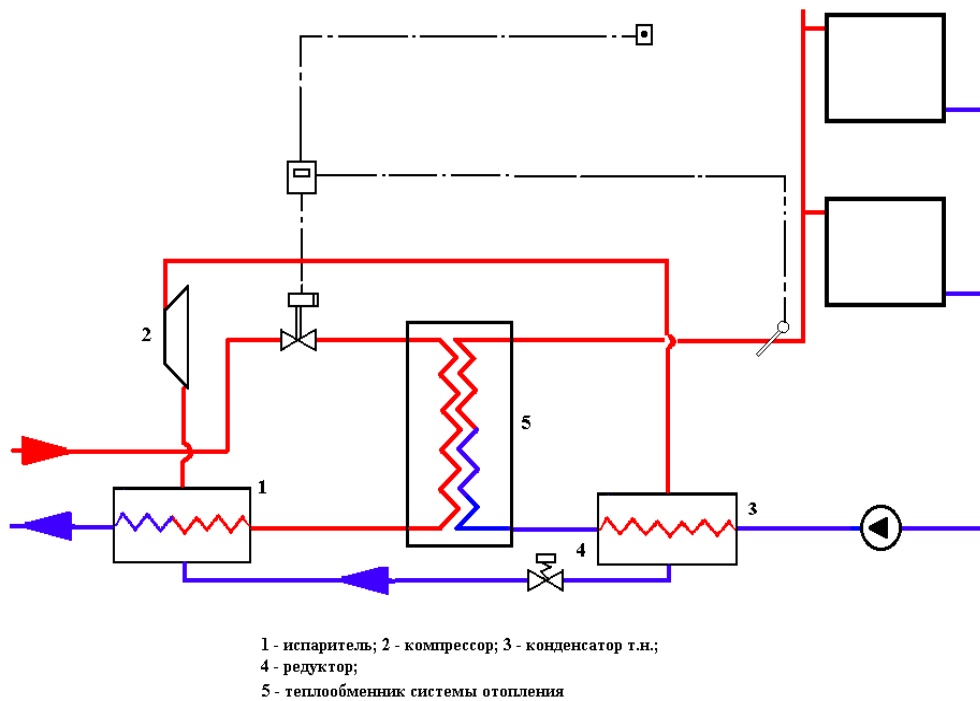 2
5
1
3
4
1 - испаритель; 2 - компрессор; 3 - конденсатор т.н.;
4 - редуктор;
5 - теплообменник системы отопления